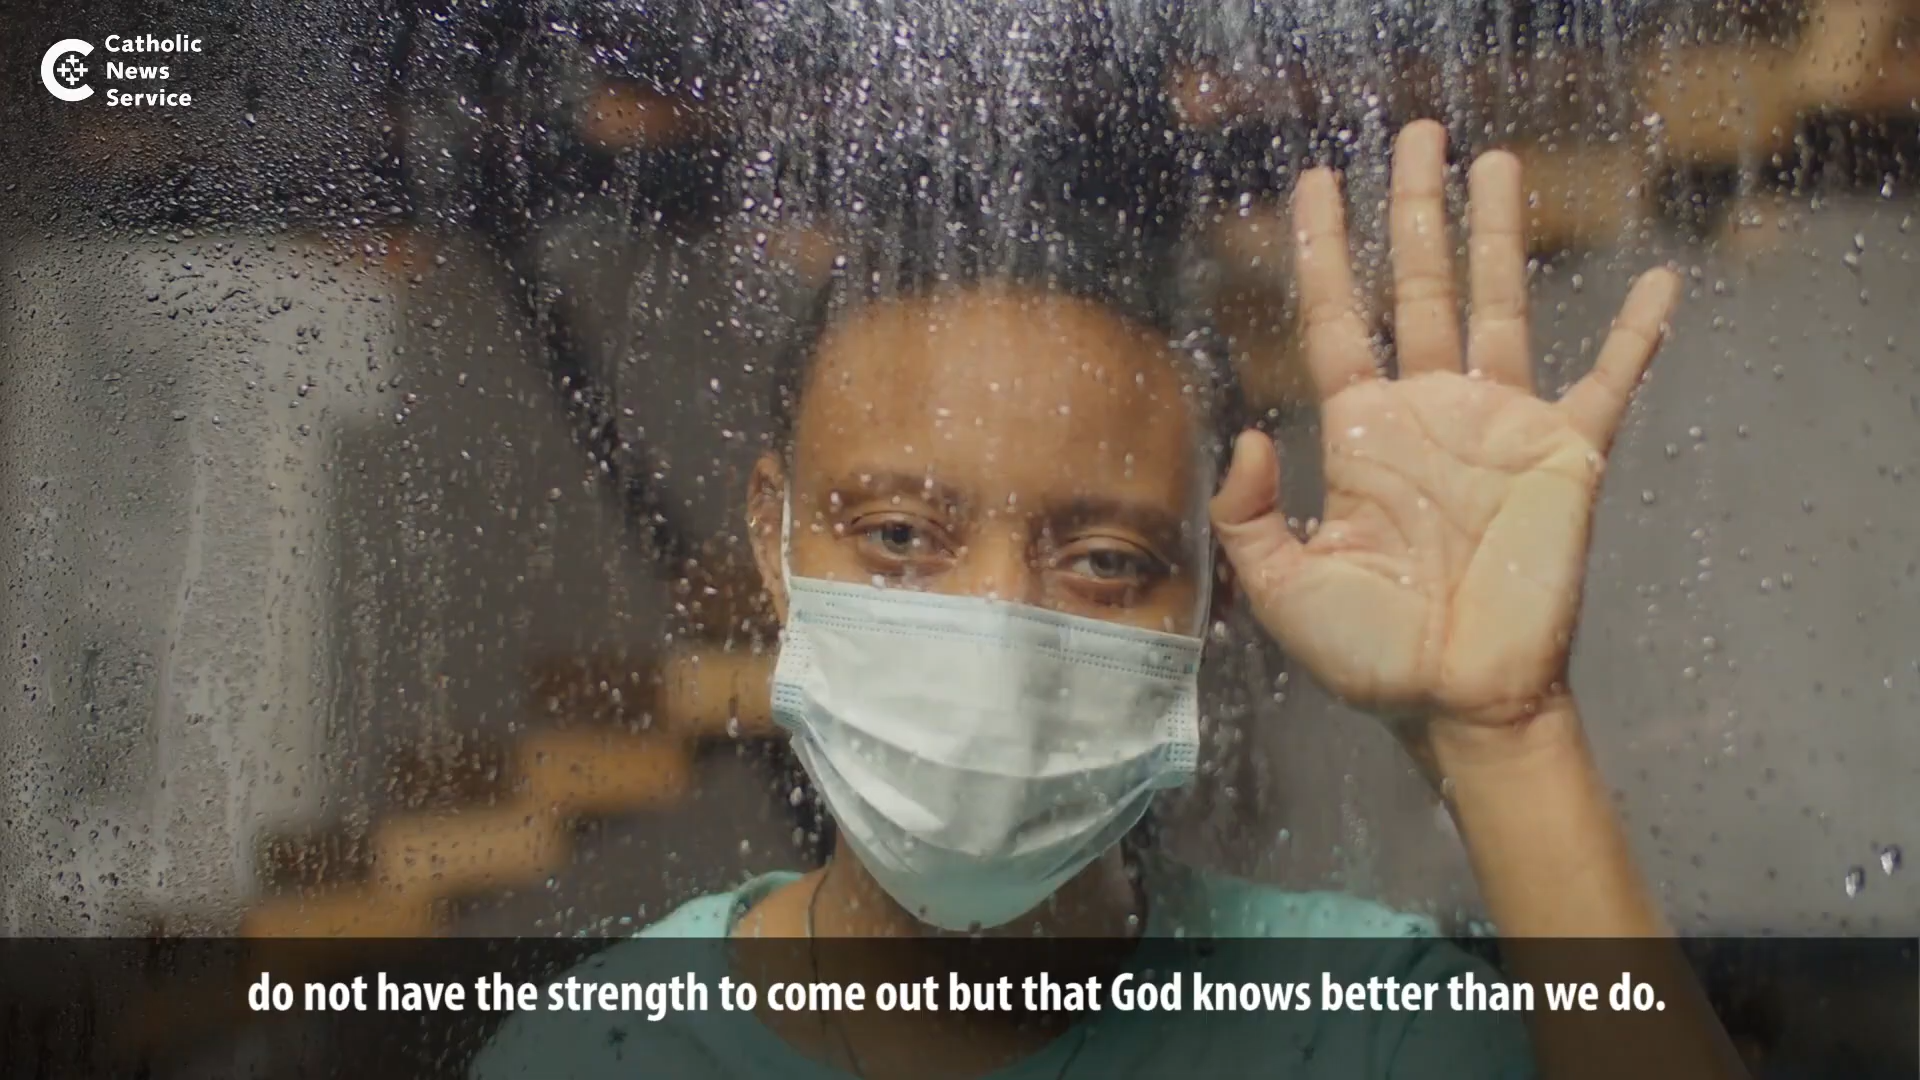 Catholic
News
Service
do not have the strength to come out but that God knows better than we do.